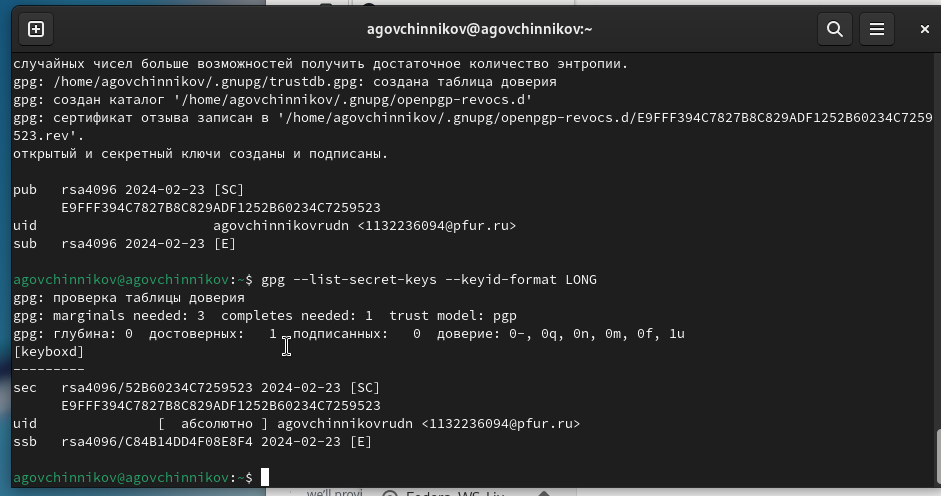 agovchinnikov@agovchinnikov:~
случайных чисел больше возможностей получить достаточное количество энтропии.
gpg: /home/agovchinnikov/.gnupg/trustdb.gpg: создана таблица доверия
gpg: создан каталог '/home/agovchinnikov/.gnupg/openpgp-revocs.d'
gpg: сертификат отзыва записан в '/home/agovchinnikov/.gnupg/openpgp-revocs.d/E9FFF394C7827B8C829ADF1252B60234C7259
523.rev'.
открытый и секретный ключи созданы и подписаны.
pub   rsa4096 2024-02-23 [SC]
      E9FFF394C7827B8C829ADF1252B60234C7259523
uid                      agovchinnikovrudn <1132236094@pfur.ru>
sub   rsa4096 2024-02-23 [E]
agovchinnikov@agovchinnikov:~$ gpg --list-secret-keys --keyid-format LONG
gpg: проверка таблицы доверия
gpg: marginals needed: 3  completes needed: 1  trust model: pgp
gpg: глубина: 0  достоверных:   1  подписанных:   0  доверие: 0-, 0q, 0n, 0m, 0f, 1u
[keyboxd]
---------
sec   rsa4096/52B60234C7259523 2024-02-23 [SC]
      E9FFF394C7827B8C829ADF1252B60234C7259523
uid               [  абсолютно ] agovchinnikovrudn <1132236094@pfur.ru>
ssb   rsa4096/C84B14DD4F08E8F4 2024-02-23 [E]
agovchinnikov@agovchinnikov:~$